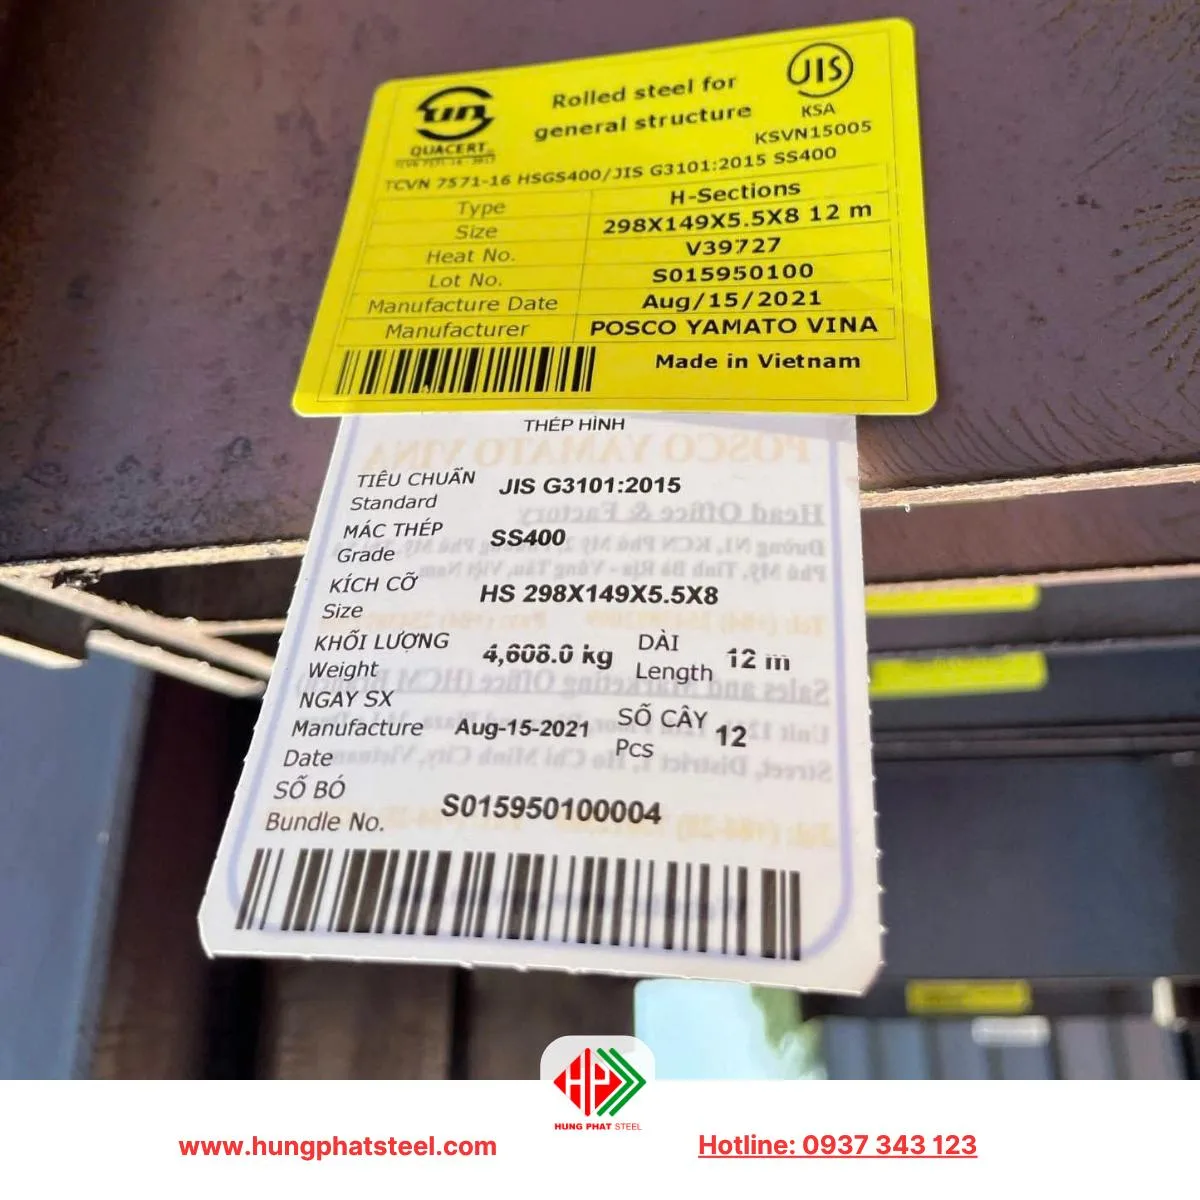 QUACERT
TCVN 7571-16 : 2017
Rolled steel for
general structure
JIS
KSA
KSVN15005
TCVN 7571-16 HSGS400/JIS G3101:2015 SS400
Type H-Sections
Size 298X149X5.5X8 12 m
Heat No. V39727
Lot No. S015950100
Manufacture Date Aug/15/2021
Manufacturer POSCO YAMATO VINA
Made in Vietnam
THÉP HÌNH
POSCO YAMATO VINA
Head Office & Factory
TIÊU CHUẨN JIS G3101:2015
Standard
MÁC THÉP SS400
Grade
KÍCH CỠ HS 298X149X5.5X8
Size
KHỐI LƯỢNG 4,608.0 kg DÀI 12 m
Weight Length
NGAY SX
Manufacture Aug-15-2021 SỐ CÂY 12
Date Pcs
SỐ BÓ S015950100004
Bundle No.
HUNG PHAT STEEL
www.hungphatsteel.com
Hotline: 0937 343 123